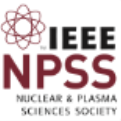 IEEE
NPSS
NUCLEAR & PLASMA
SCIENCES SOCIETY